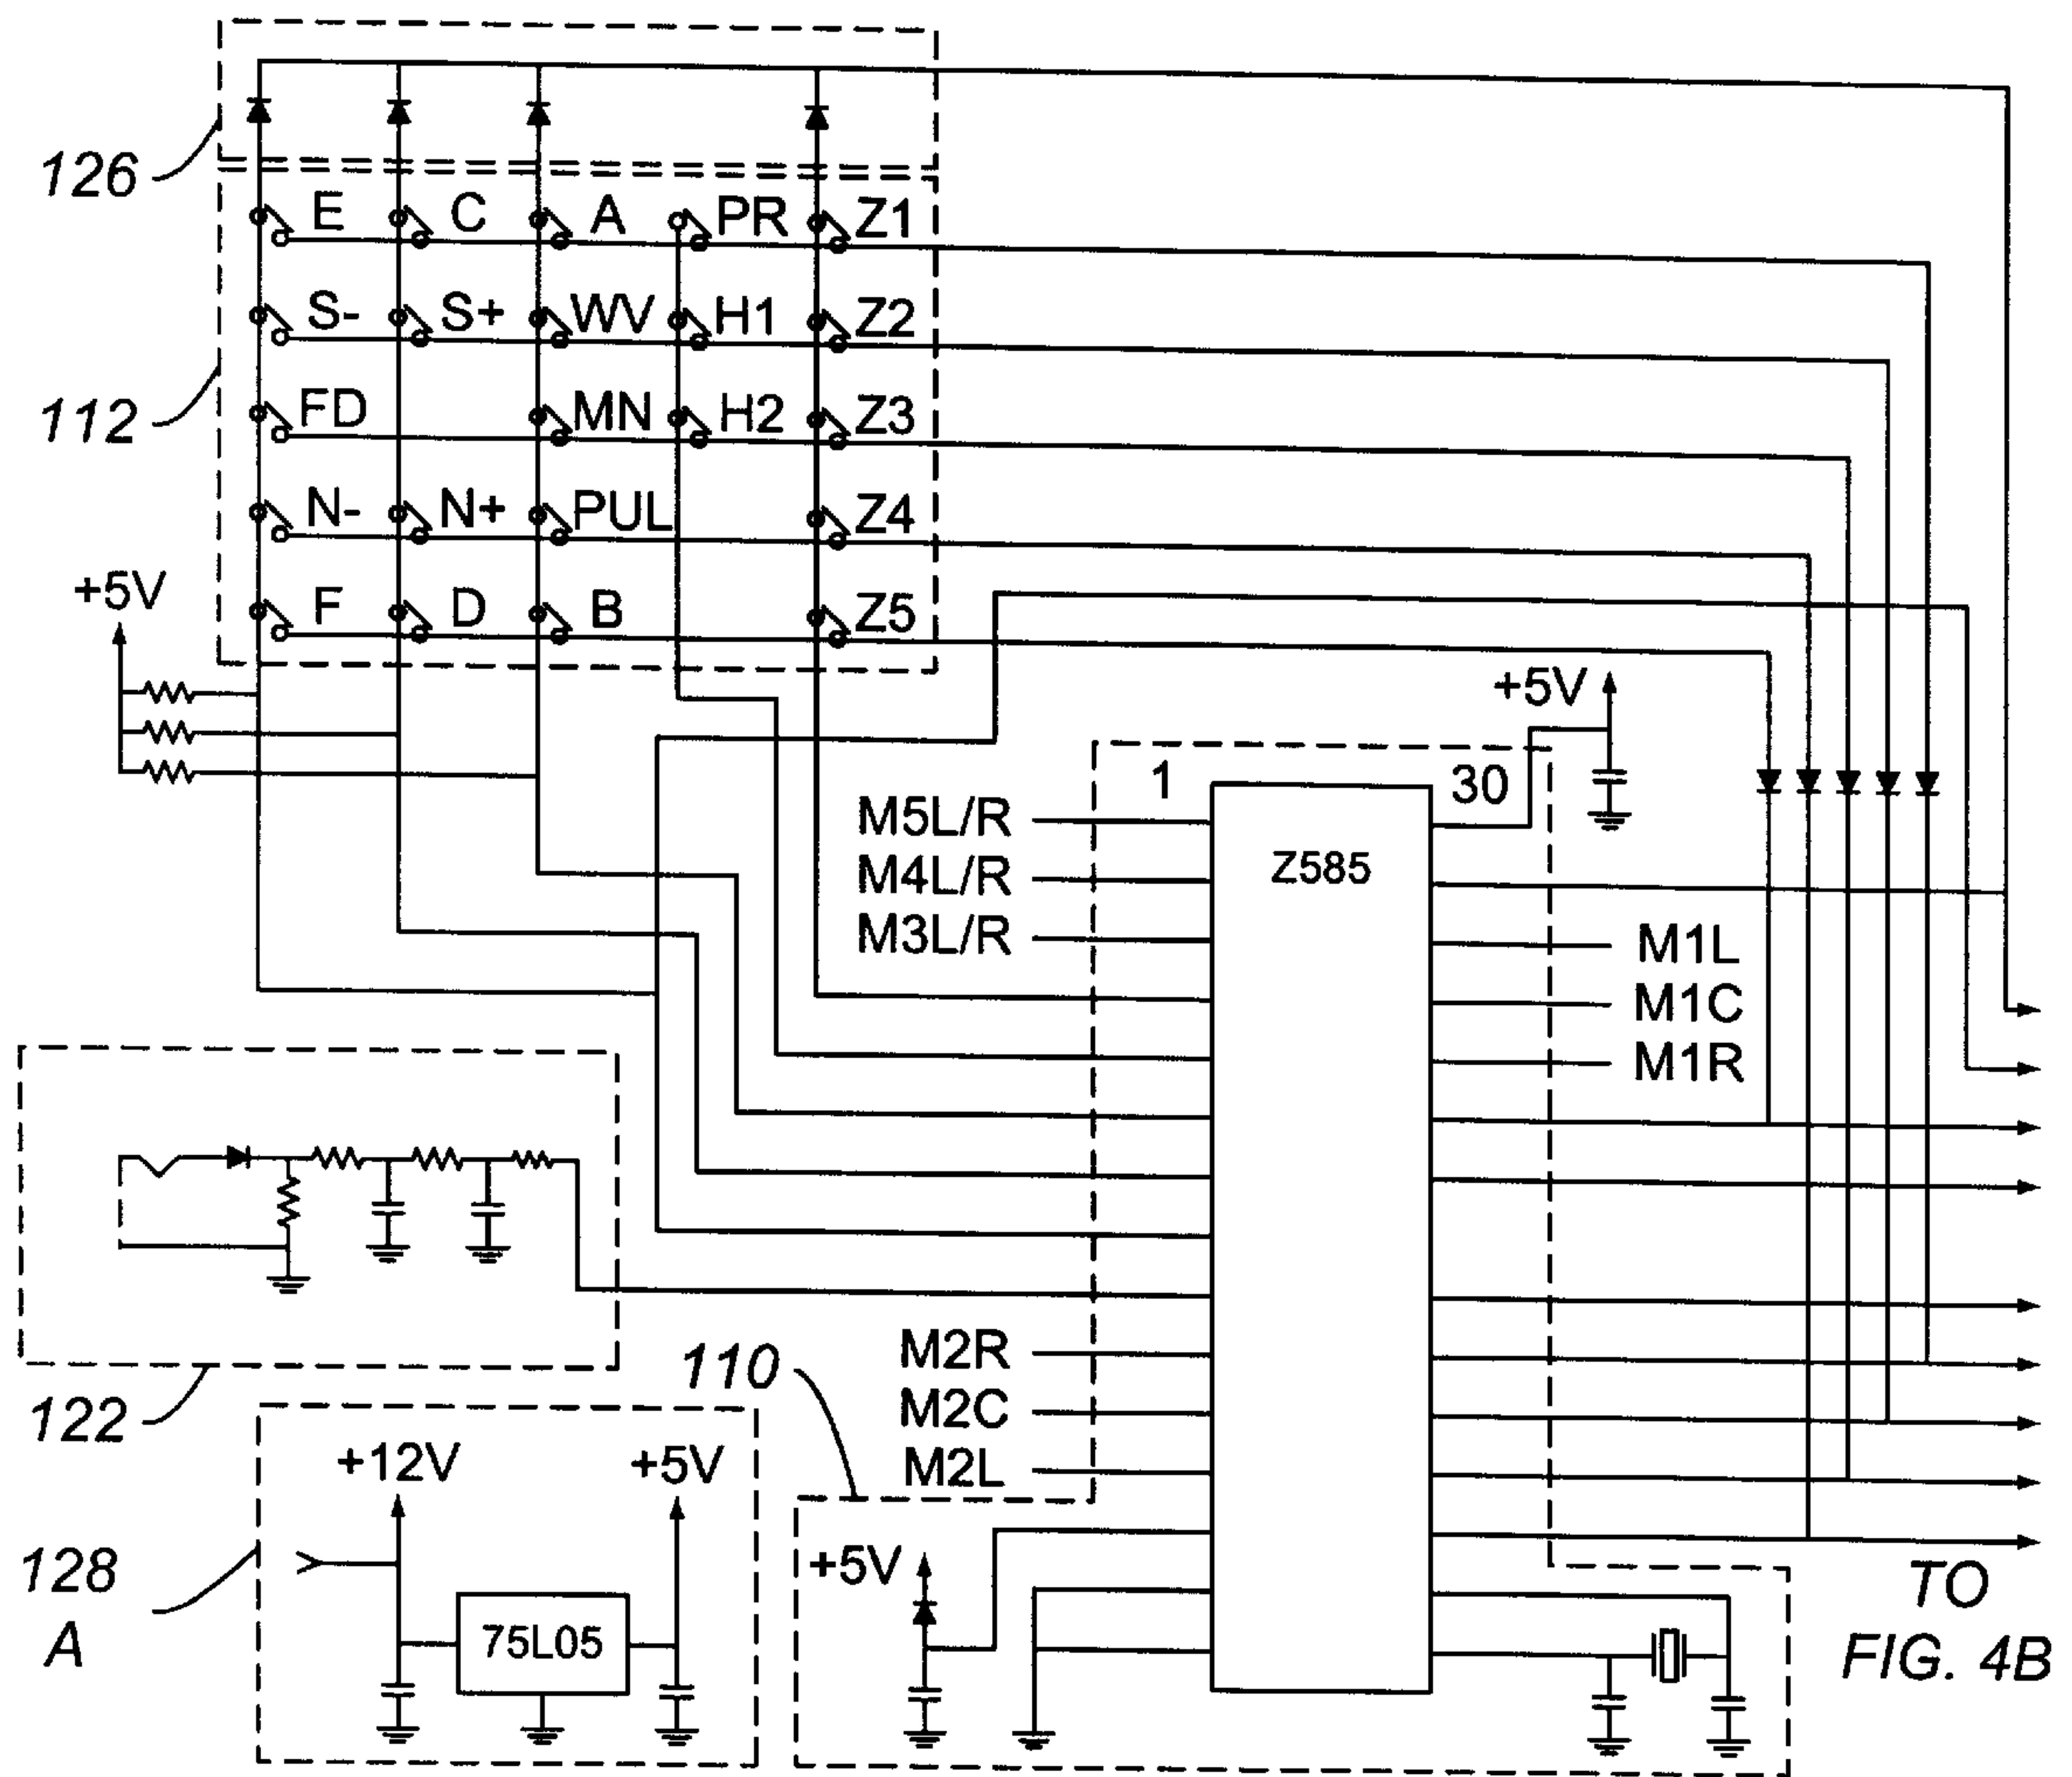 126
E C A PR Z1
S- S+ WV H1 Z2
112
FD MN H2 Z3
N- N+ PUL Z4
+5V
F D B Z5
+5V
1 30
M5L/R
Z585
M4L/R
M3L/R
M1L
M1C
M1R
M2R
110
M2C
122
M2L
+12V +5V
+5V
128
A
75L05
TO
FIG. 4B